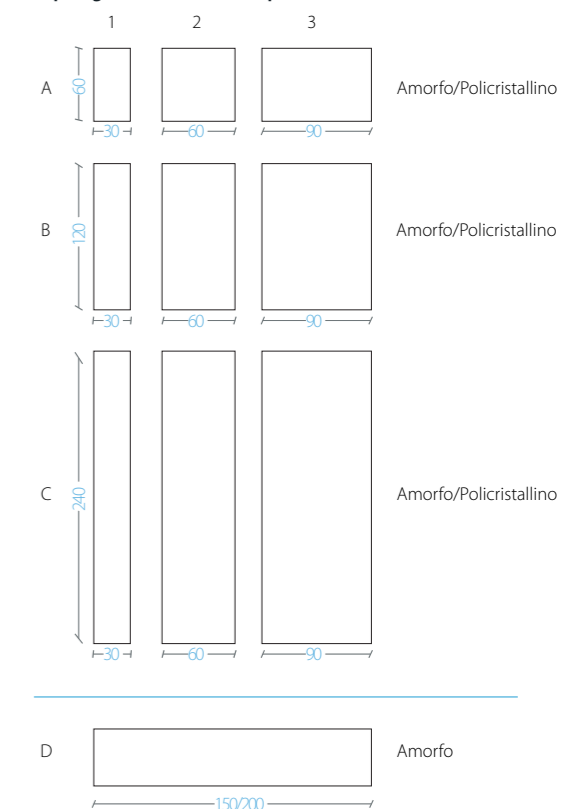 1 2 3
A 60 Amorfo/Policristallino
30 60 90
B 120 Amorfo/Policristallino
30 60 90
C 240 Amorfo/Policristallino
30 60 90
D Amorfo
150/200